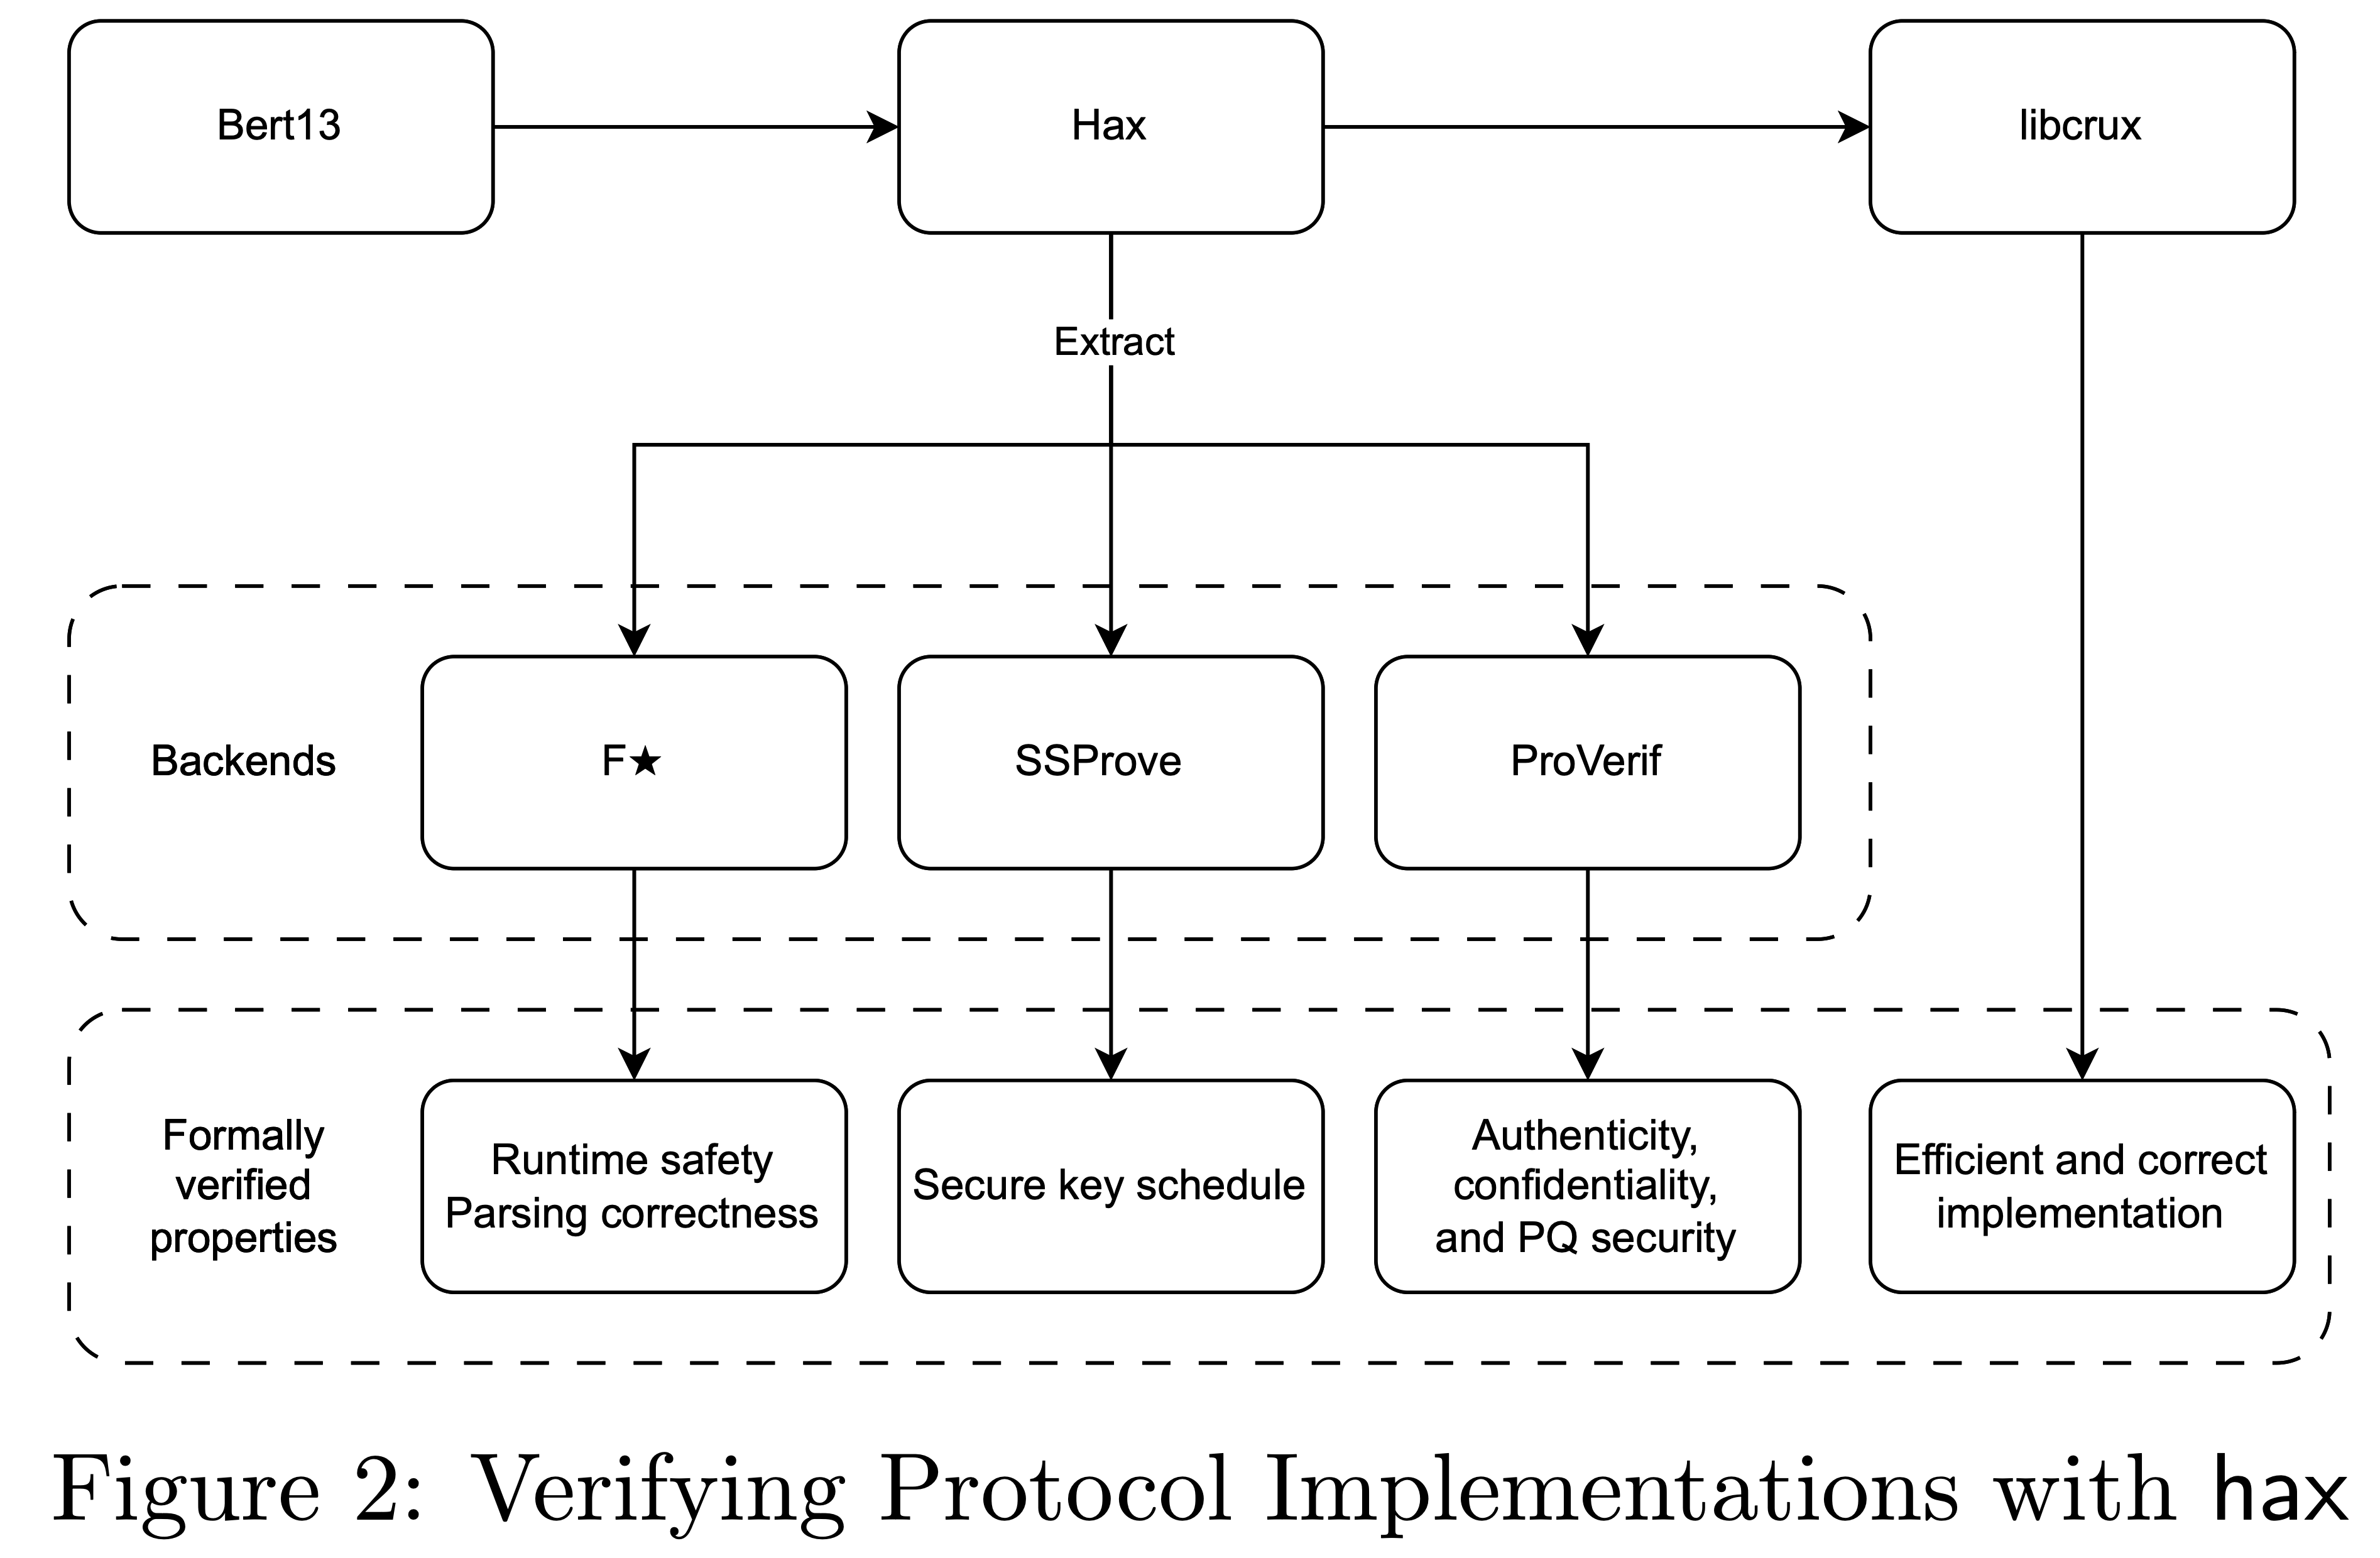 Bert13
Hax
libcrux
Extract
Backends
F★
SSProve
ProVerif
Formally
verified
properties
Runtime safety
Parsing correctness
Secure key schedule
Authenticity,
confidentiality,
and PQ security
Efficient and correct
implementation
Figure 2: Verifying Protocol Implementations with hax